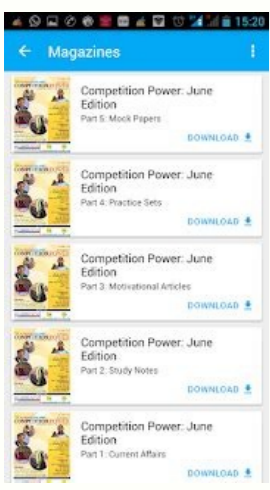 15:20
Magazines
Competition Power: June
Edition
Part 5: Mock Papers
DOWNLOAD
Competition Power: June
Edition
Part 4: Practice Sets
DOWNLOAD
Competition Power: June
Edition
Part 3: Motivational Articles
DOWNLOAD
Competition Power: June
Edition
Part 2: Study Notes
DOWNLOAD
Competition Power: June
Edition
Part 1: Current Affairs
DOWNLOAD